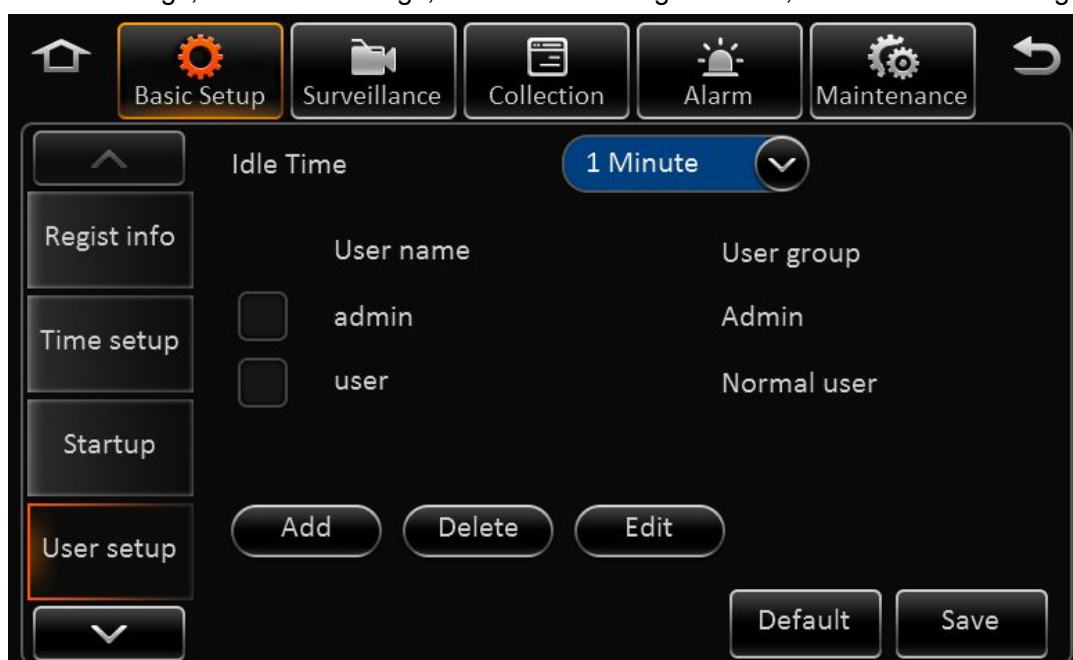 Basic Setup Surveillance Collection Alarm Maintenance
Idle Time 1 Minute
Regist info
User name User group
Time setup
admin Admin
user Normal user
Startup
User setup
Add Delete Edit
Default Save